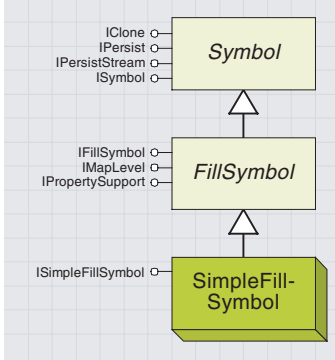 IClone
IPersist
IPersistStream
ISymbol
Symbol
IFillSymbol
IMapLevel
IPropertySupport
FillSymbol
ISimpleFillSymbol
SimpleFill-
Symbol